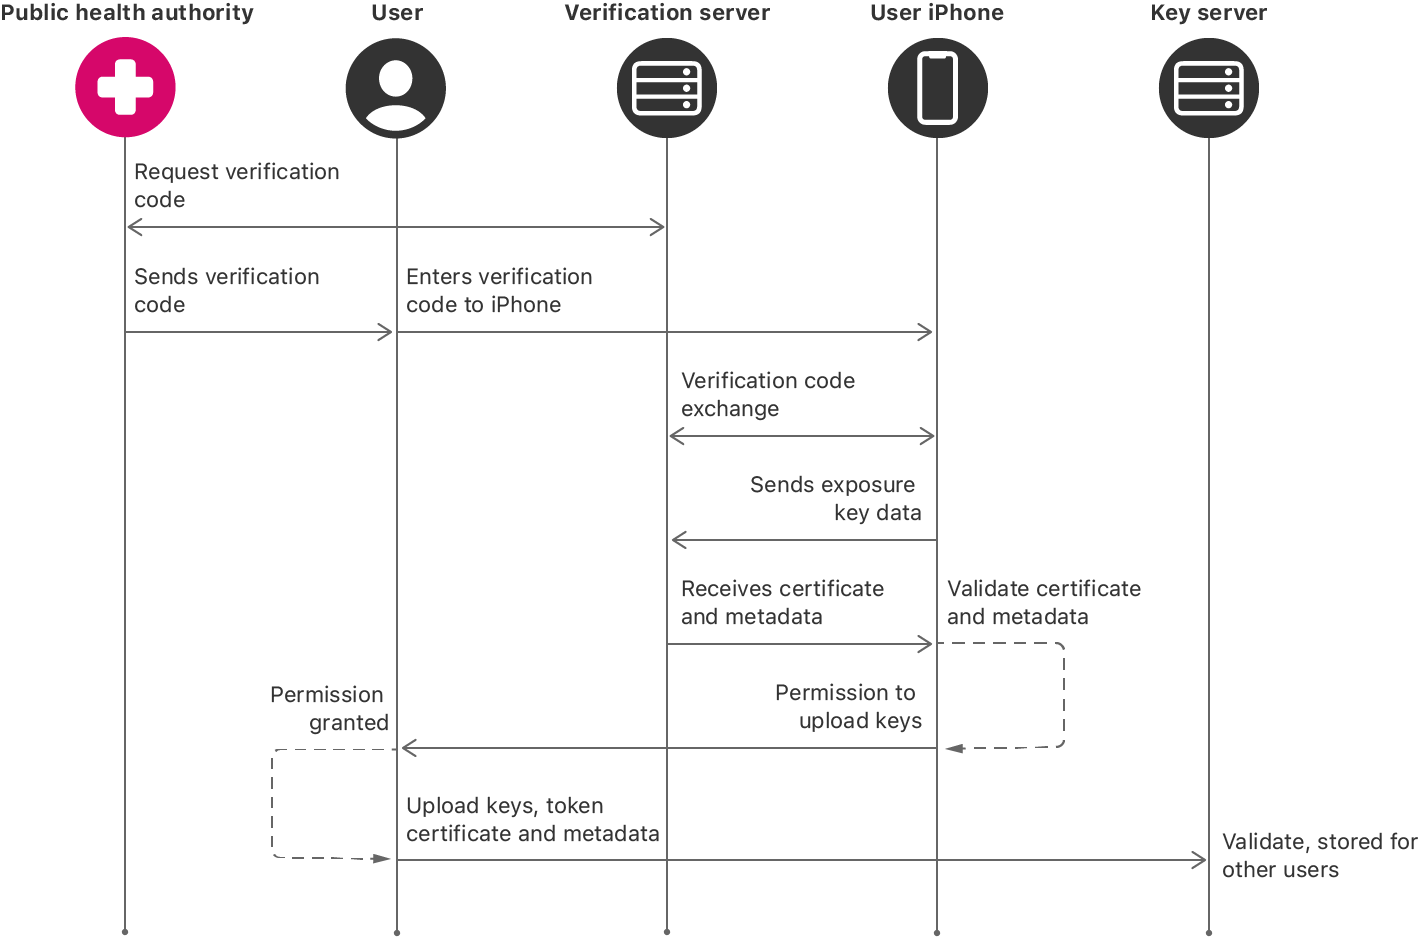 Public health authority
User
Verification server
User iPhone
Key server
Request verification
code
Sends verification
code
Enters verification
code to iPhone
Verification code
exchange
Sends exposure
key data
Receives certificate
and metadata
Validate certificate
and metadata
Permission
granted
Permission to
upload keys
Upload keys, token
certificate and metadata
Validate, stored for
other users